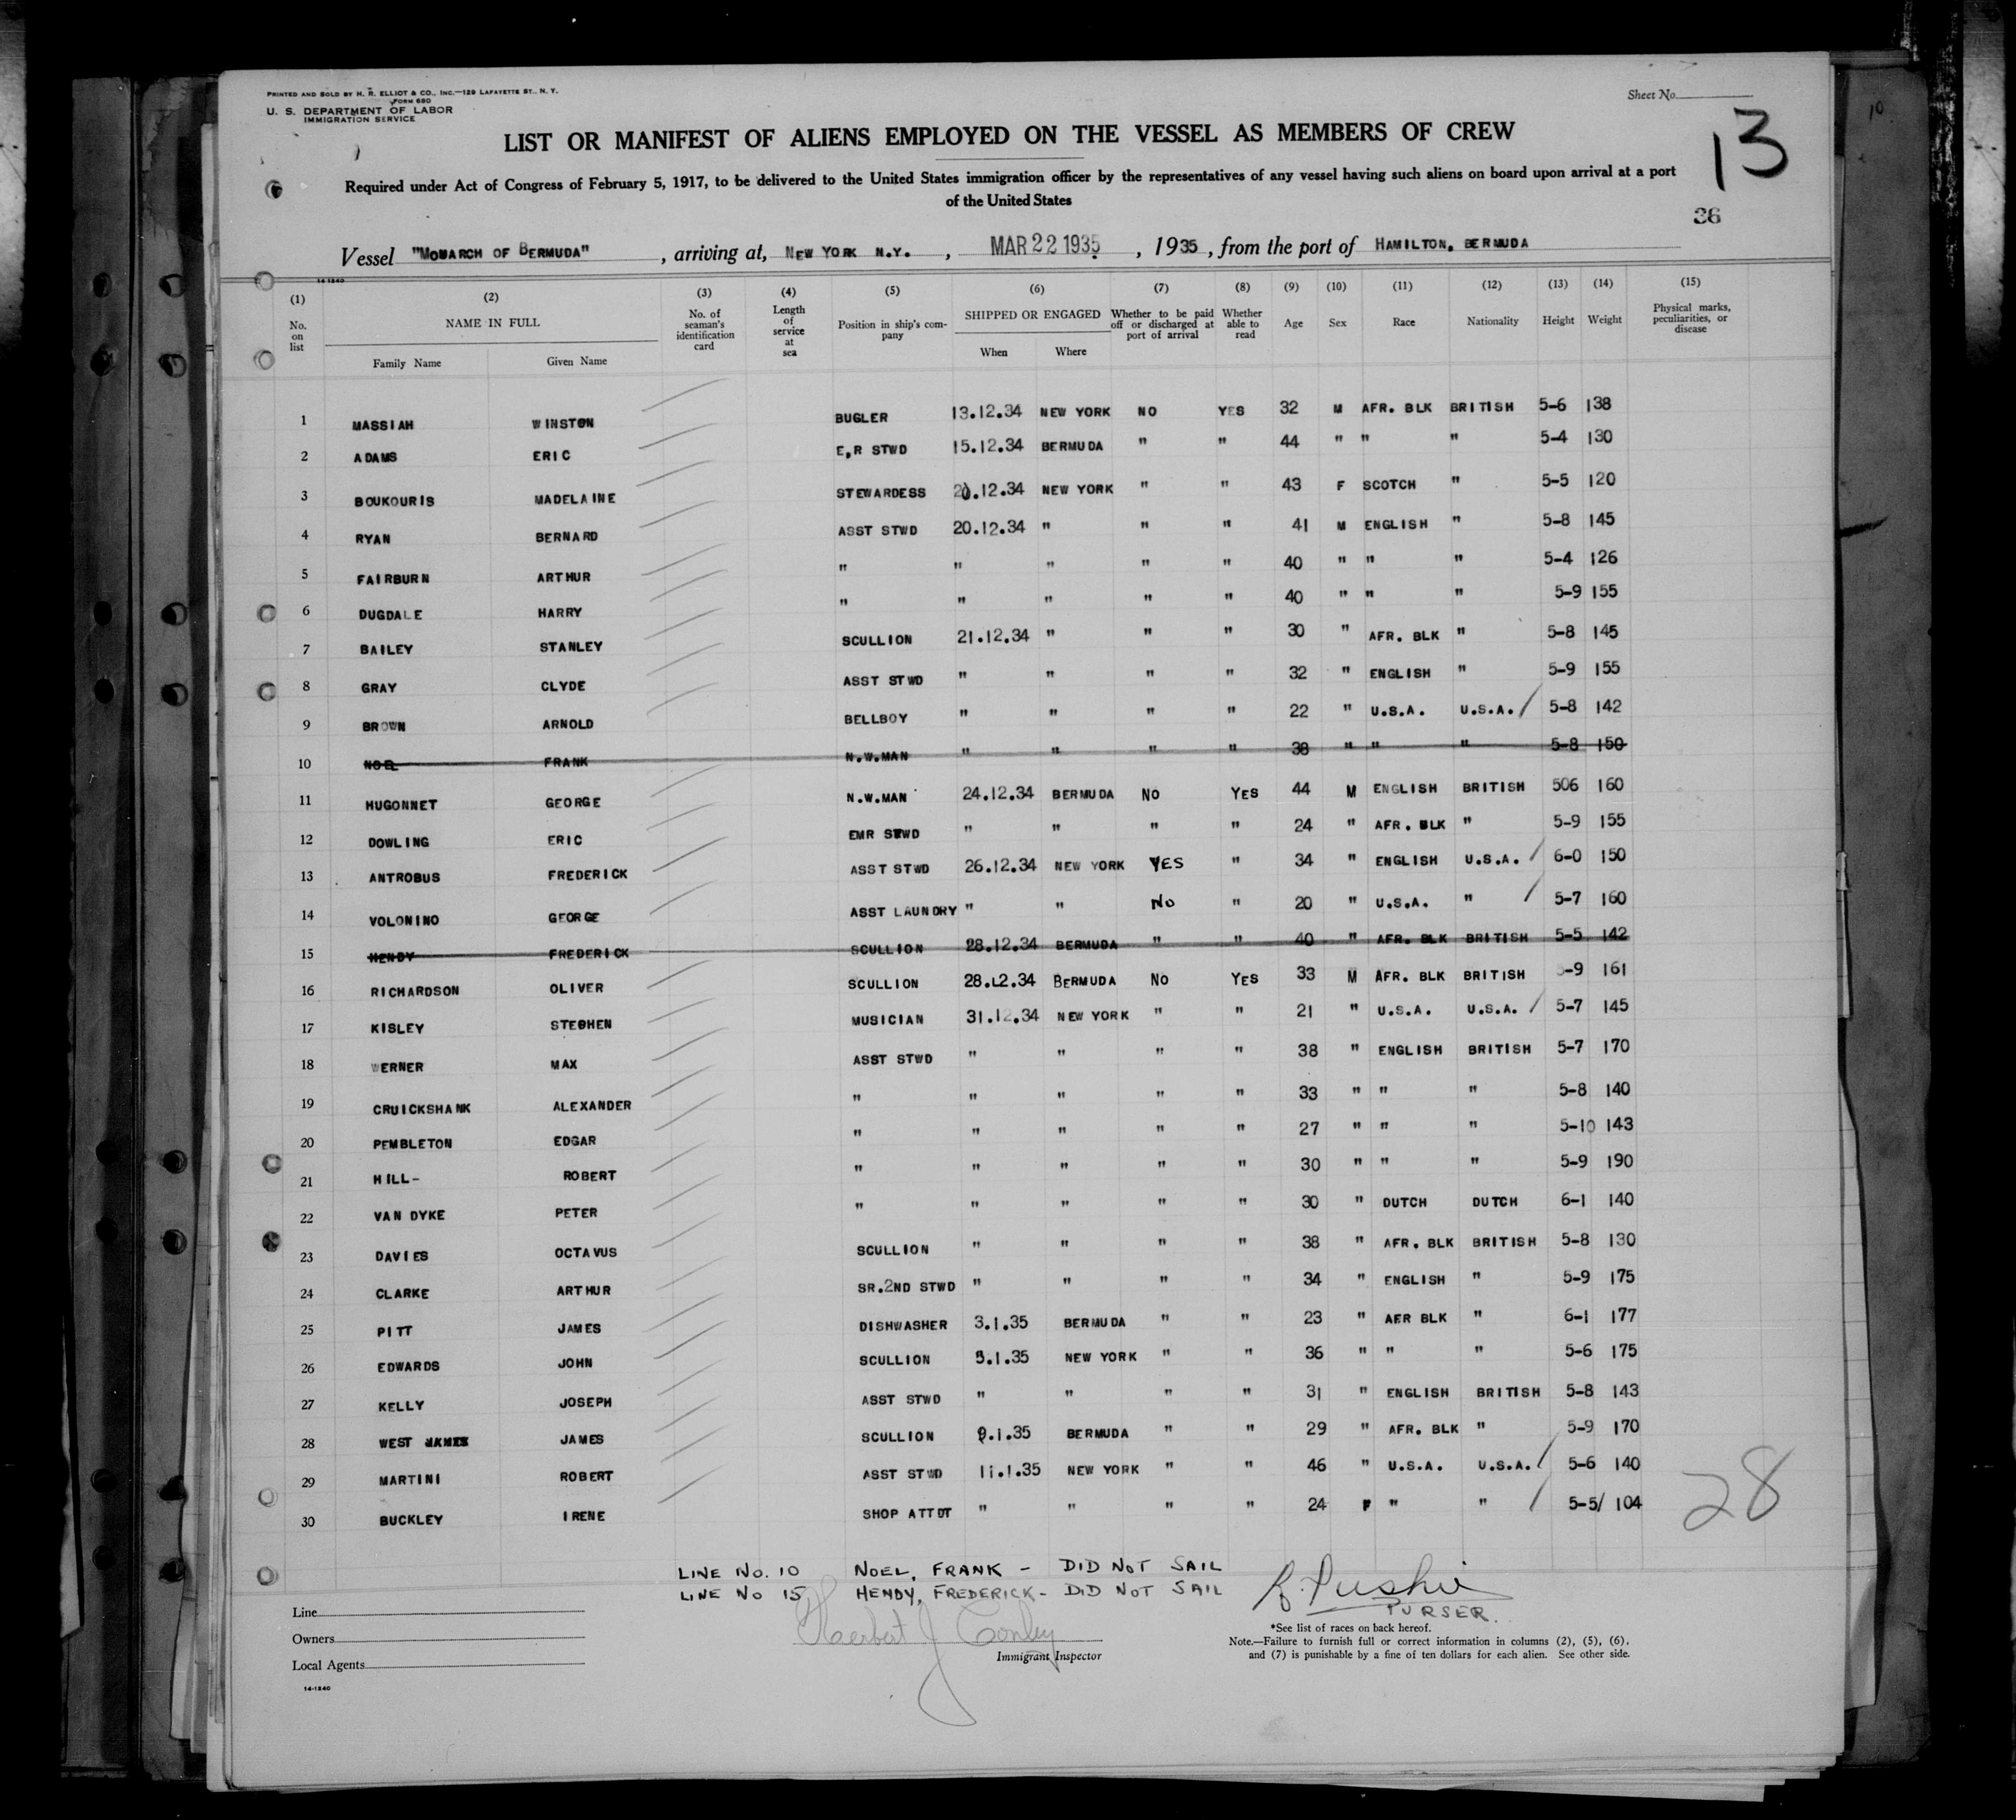 PRINTED AND SOLD BY H. R. ELLIOT & CO., INC.—129 LAFAYETTE ST., N. Y.
FORM 680
U. S. DEPARTMENT OF LABOR
IMMIGRATION SERVICE
Sheet No.
13
LIST OR MANIFEST OF ALIENS EMPLOYED ON THE VESSEL AS MEMBERS OF CREW
Required under Act of Congress of February 5, 1917, to be delivered to the United States immigration officer by the representatives of any vessel having such aliens on board upon arrival at a port
of the United States
36
Vessel "MONARCH OF BERMUDA" , arriving at, NEW YORK N.Y. , MAR 22 1935 , 1935 , from the port of HAMILTON, BERMUDA
14-1240
(1) (2) (3) (4) (5) (6) (7) (8) (9) (10) (11) (12) (13) (14) (15)
No. on list NAME IN FULL Family Name Given Name No. of seaman's identification card Length of service at sea Position in ship's company SHIPPED OR ENGAGED When Where Whether to be paid off or discharged at port of arrival Whether able to read Age Sex Race Nationality Height Weight Physical marks, peculiarities, or disease
1 MASSIAH WINSTON BUGLER 13.12.34 NEW YORK NO YES 32 M AFR. BLK BRITISH 5-6 138
2 ADAMS ERIC E,R STWD 15.12.34 BERMUDA " " 44 " " " 5-4 130
3 BOUKOURIS MADELAINE STEWARDESS 20.12.34 NEW YORK " " 43 F SCOTCH " 5-5 120
4 RYAN BERNARD ASST STWD 20.12.34 " " " 41 M ENGLISH " 5-8 145
5 FAIRBURN ARTHUR " " " " " 40 " " " 5-4 126
6 DUGDALE HARRY " " " " " 40 " " " 5-9 155
7 BAILEY STANLEY SCULLION 21.12.34 " " " 30 " AFR. BLK " 5-8 145
8 GRAY CLYDE ASST STWD " " " " 32 " ENGLISH " 5-9 155
9 BROWN ARNOLD BELLBOY " " " " 22 " U.S.A. U.S.A. / 5-8 142
10 NOEL FRANK N.W.MAN " " " " 38 " " " 5-8 150
11 HUGONNET GEORGE N.W.MAN 24.12.34 BERMUDA NO YES 44 M ENGLISH BRITISH 506 160
12 DOWLING ERIC EMR STWD " " " " 24 " AFR. BLK " 5-9 155
13 ANTROBUS FREDERICK ASST STWD 26.12.34 NEW YORK YES " 34 " ENGLISH U.S.A. / 6-0 150
14 VOLONINO GEORGE ASST LAUNDRY " " No " 20 " U.S.A. " / 5-7 160
15 HENDY FREDERICK SCULLION 28.12.34 BERMUDA " " 40 " AFR. BLK BRITISH 5-5 142
16 RICHARDSON OLIVER SCULLION 28.12.34 BERMUDA NO YES 33 M AFR. BLK BRITISH 5-9 161
17 KISLEY STEOHEN MUSICIAN 31.12.34 NEW YORK " " 21 " U.S.A. U.S.A. / 5-7 145
18 WERNER MAX ASST STWD " " " " 38 " ENGLISH BRITISH 5-7 170
19 CRUICKSHANK ALEXANDER " " " " " 33 " " " 5-8 140
20 PEMBLETON EDGAR " " " " " 27 " " " 5-10 143
21 HILL- ROBERT " " " " " 30 " " " 5-9 190
22 VAN DYKE PETER " " " " " 30 " DUTCH DUTCH 6-1 140
23 DAVIES OCTAVUS SCULLION " " " " 38 " AFR. BLK BRITISH 5-8 130
24 CLARKE ARTHUR SR.2ND STWD " " " " 34 " ENGLISH " 5-9 175
25 PITT JAMES DISHWASHER 3.1.35 BERMUDA " " 23 " AER BLK " 6-1 177
26 EDWARDS JOHN SCULLION 5.1.35 NEW YORK " " 36 " " " 5-6 175
27 KELLY JOSEPH ASST STWD " " " " 31 " ENGLISH BRITISH 5-8 143
28 WEST JAMES SCULLION 9.1.35 BERMUDA " " 29 " AFR. BLK " 5-9 170
29 MARTINI ROBERT ASST STWD 11.1.35 NEW YORK " " 46 " U.S.A. U.S.A. / 5-6 140
30 BUCKLEY IRENE SHOP ATTDT " " " " 24 F " " / 5-5/ 104
28
LINE NO. 10 NOEL, FRANK - DID NOT SAIL
LINE NO 15 HENDY, FREDERICK - DID NOT SAIL
PURSER.
Herbert J Conley
Immigrant Inspector
Line
Owners
Local Agents
14-1240
*See list of races on back hereof.
Note.—Failure to furnish full or correct information in columns (2), (5), (6),
and (7) is punishable by a fine of ten dollars for each alien. See other side.